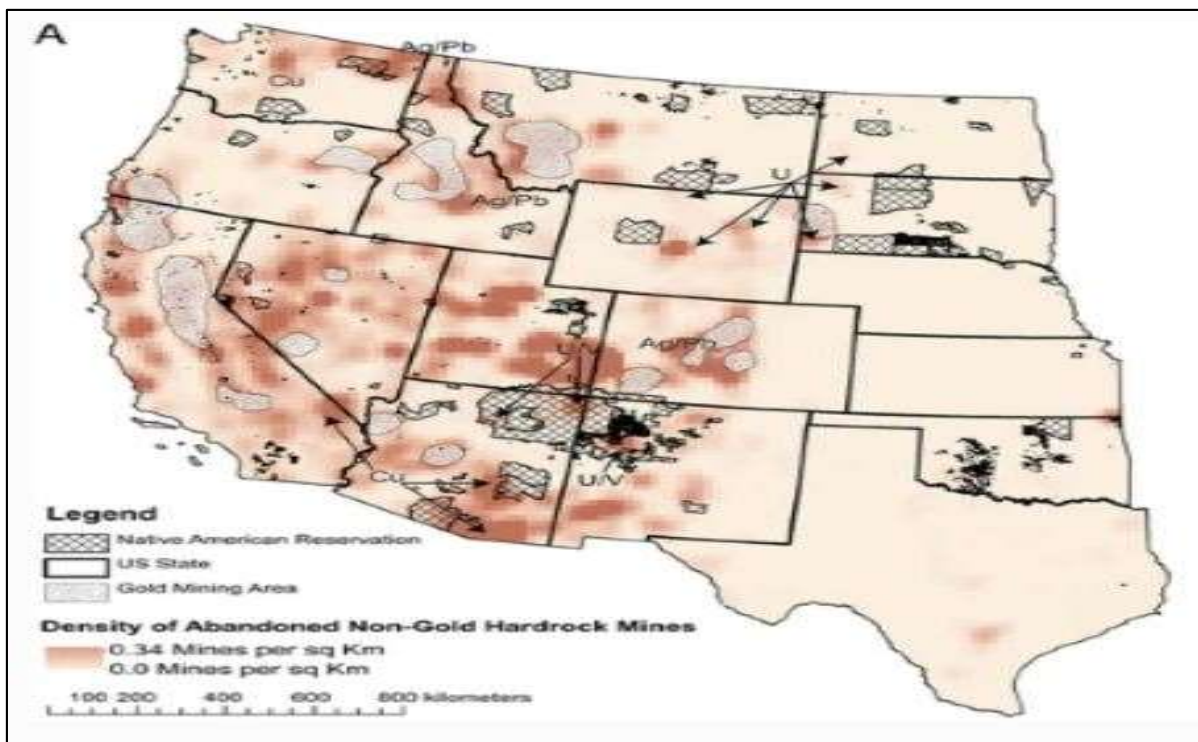 A
Ag/Pb
Cu
U
Ag/Pb
Ag/Pb
Cu
U/V
Legend
Native American Reservation
US State
Gold Mining Area
Density of Abandoned Non-Gold Hardrock Mines
0.34 Mines per sq Km
0.0 Mines per sq Km
100 200 400 600 800 kilometers